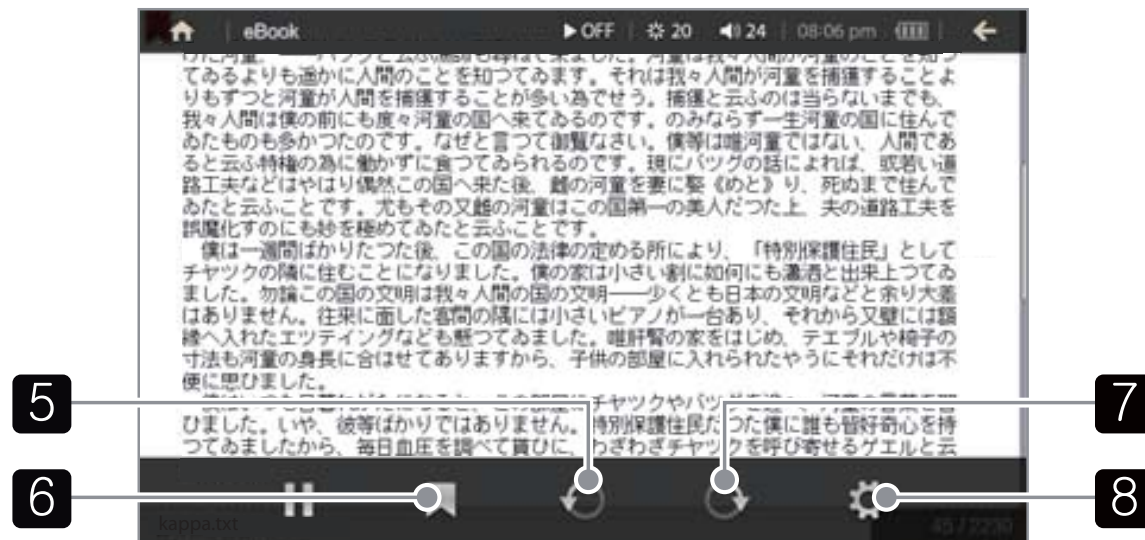 eBook
OFF 20 24 08:06 pm
てゐるよりも遥かに人間のことを知つてゐます。それは我々人間が河童を捕獲することよ
りもずつと河童が人間を捕獲することが多い為でせう。捕獲と云ふのは当らないまでも、
我々人間は僕の前にも度々河童の国へ来てゐるのです。のみならず一生河童の国に住んで
ゐたものも多かつたのです。なぜと言つて御覧なさい。僕等は唯河童ではない、人間であ
ると云ふ特権の為に働かずに食つてゐられるのです。現にバツグの話によれば、或若い道
路工夫などはやはり偶然この国へ来た後、雌の河童を妻に娶《めと》り、死ぬまで住んで
ゐたと云ふことです。尤もその又雌の河童はこの国第一の美人だつた上、夫の道路工夫を
誤魔化すのにも妙を極めてゐたと云ふことです。
僕は一週間ばかりたつた後、この国の法律の定める所により、「特別保護住民」として
チヤツクの隣に住むことになりました。僕の家は小さい割に如何にも瀟洒と出来上つてゐ
ました。勿論この国の文明は我々人間の国の文明――少くとも日本の文明などと余り大差
はありません。往来に面した客間の隅には小さいピアノが一台あり、それから又壁には額
縁へ入れたエツテイングなども懸つてゐました。唯肝腎の家をはじめ、テエブルや椅子の
寸法も河童の身長に合はせてありますから、子供の部屋に入れられたやうにそれだけは不
便に思ひました。
5
7
ひました。いや、彼等ばかりではありません。特別保護住民だつた僕に誰も皆好奇心を持
つてゐましたから、毎日血圧を調べて貰ひに、わざわざチヤツクを呼び寄せるゲエルと云
6
8
kappa.txt
45 / 2230